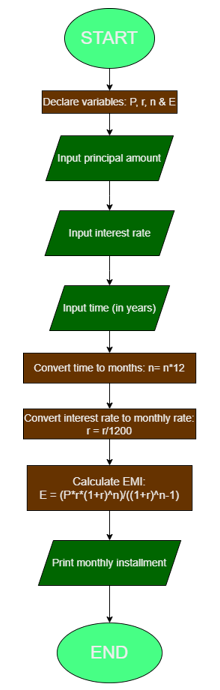 START
Declare variables: P, r, n & E
Input principal amount
Input interest rate
Input time (in years)
Convert time to months: n= n*12
Convert interest rate to monthly rate:
r = r/1200
Calculate EMI:
E = (P*r*(1+r)^n)/((1+r)^n-1)
Print monthly installment
END